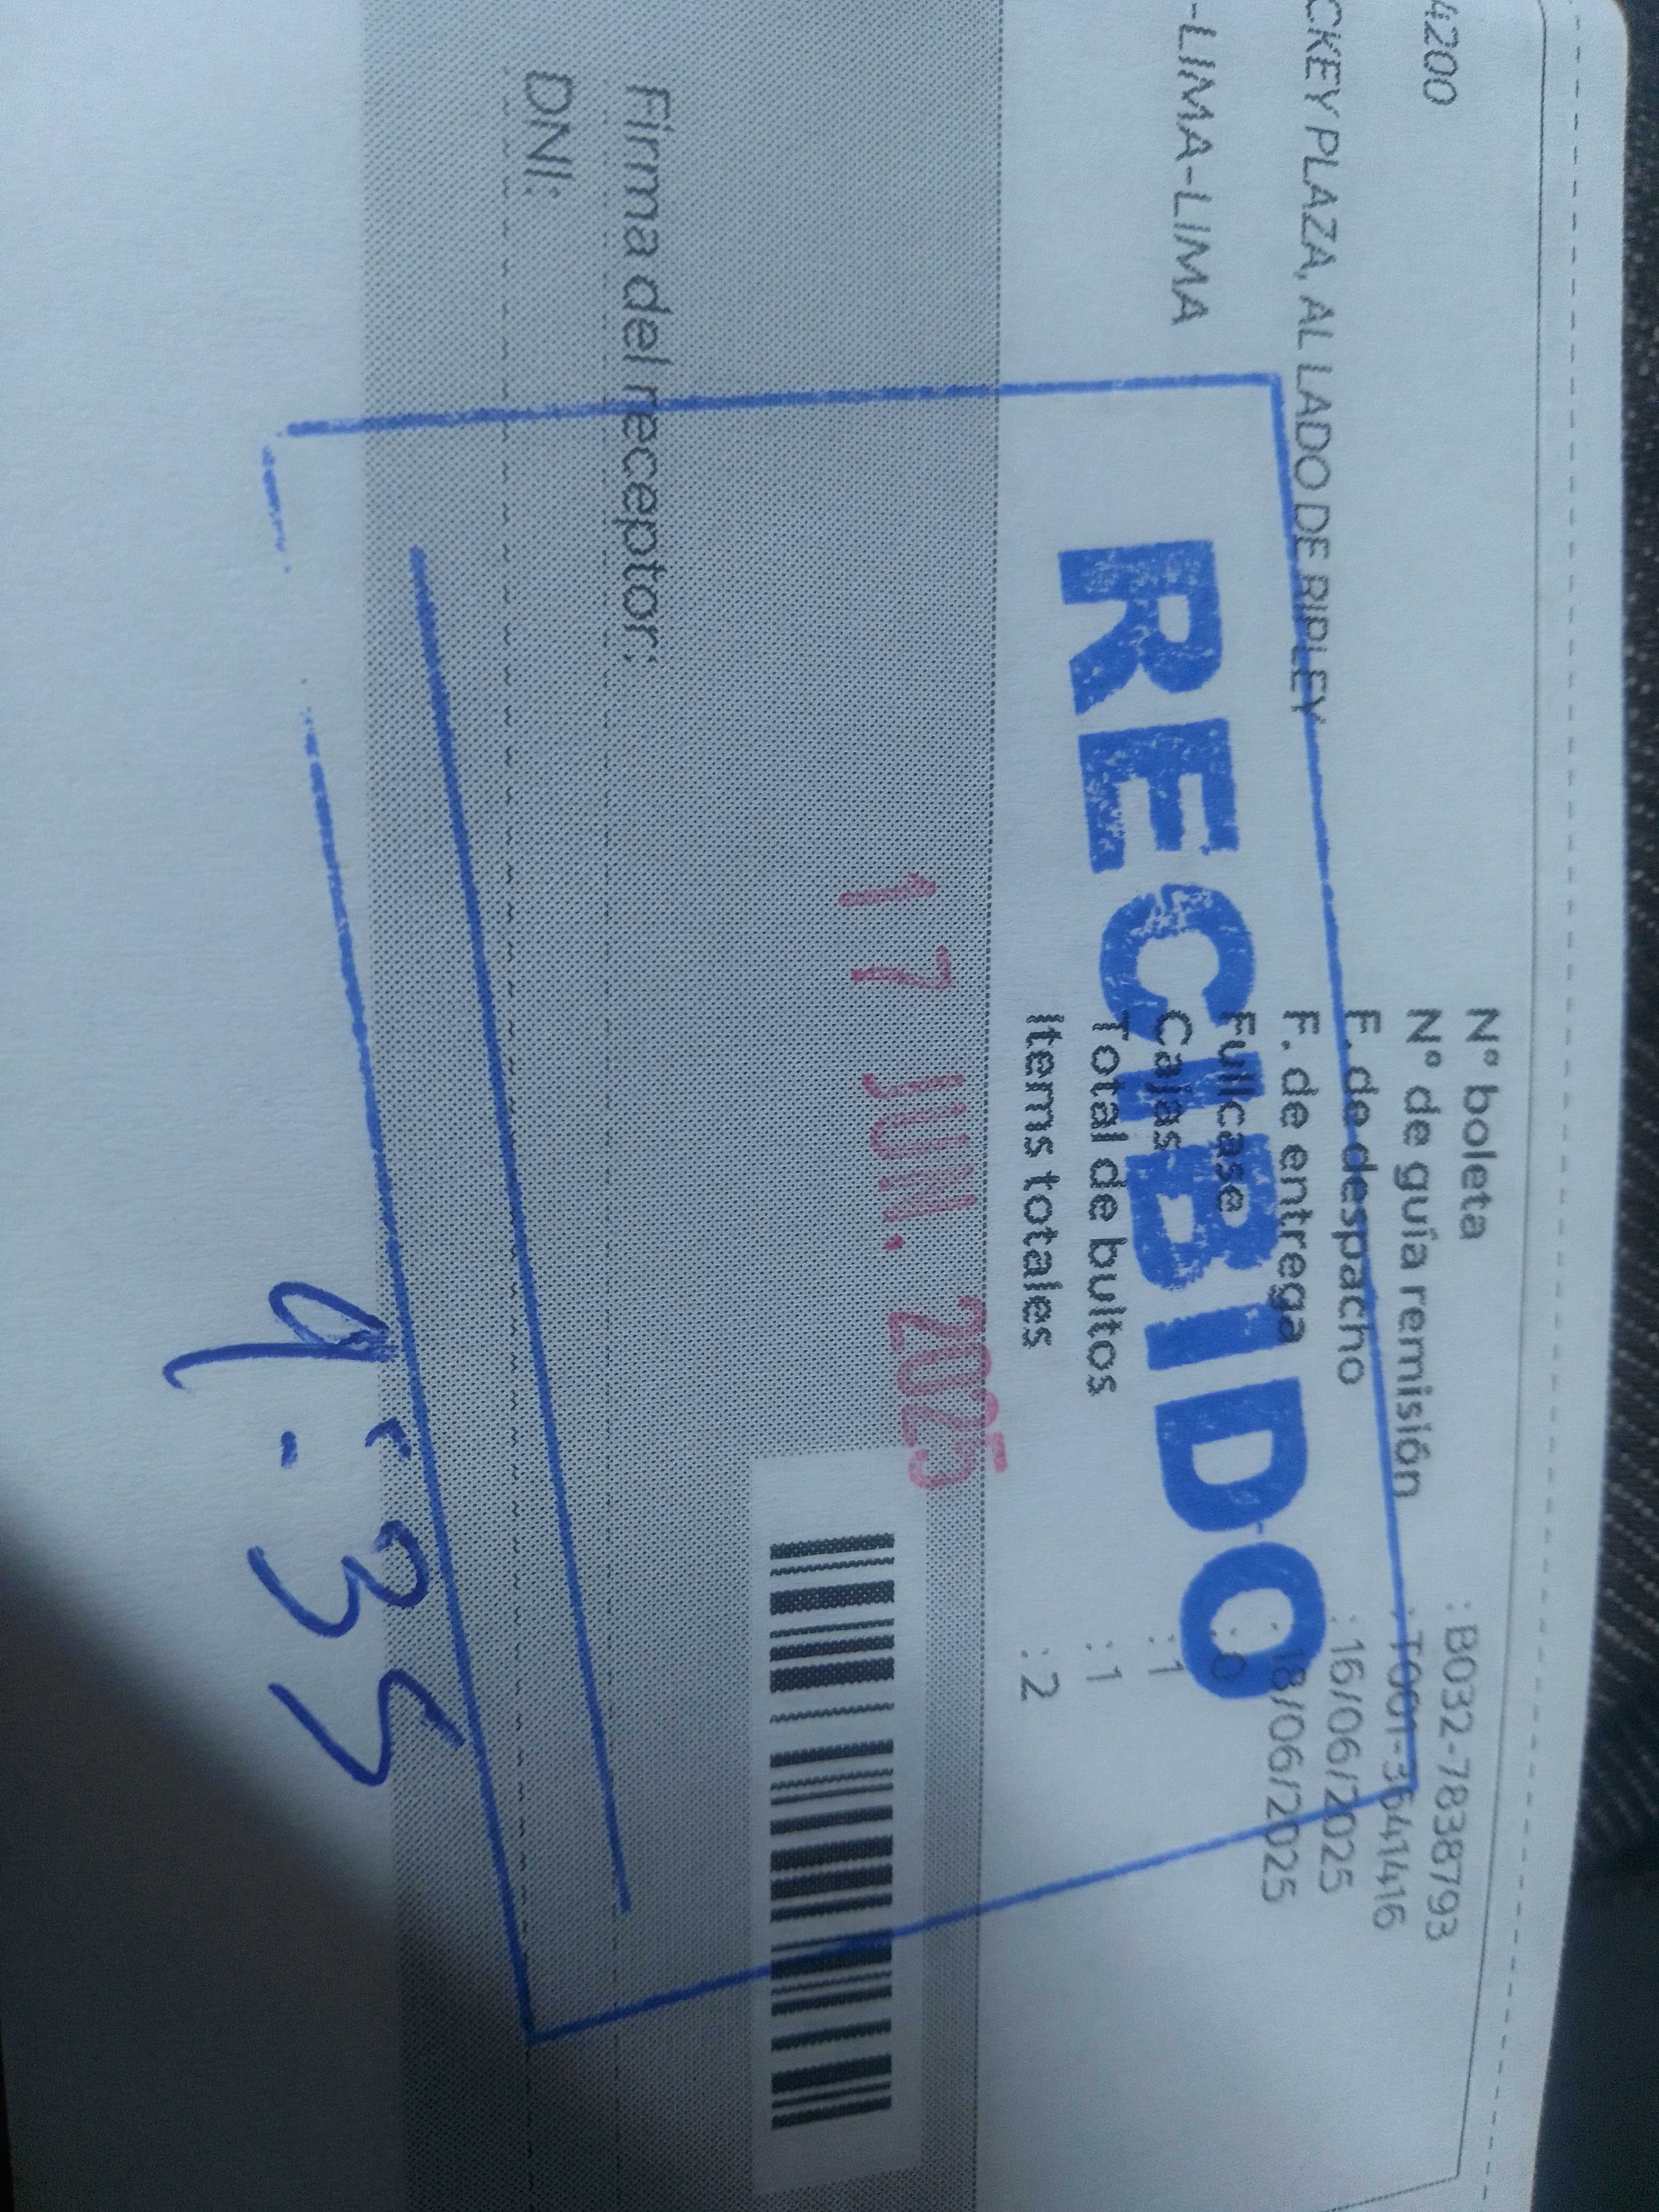 4200
CKEY PLAZA, AL LADO DE RIPLEY
-LIMA-LIMA
N° boleta : B032-78387793
N° de guía remisión : T001-3641416
F. de despacho : 16/06/2025
F. de entrega : 18/06/2025
Fullcase : 0
Cajas : 1
Total de bultos : 1
Items totales : 2
RECIBIDO
17 JUN. 2025
Firma del receptor:
DNI:
9:35